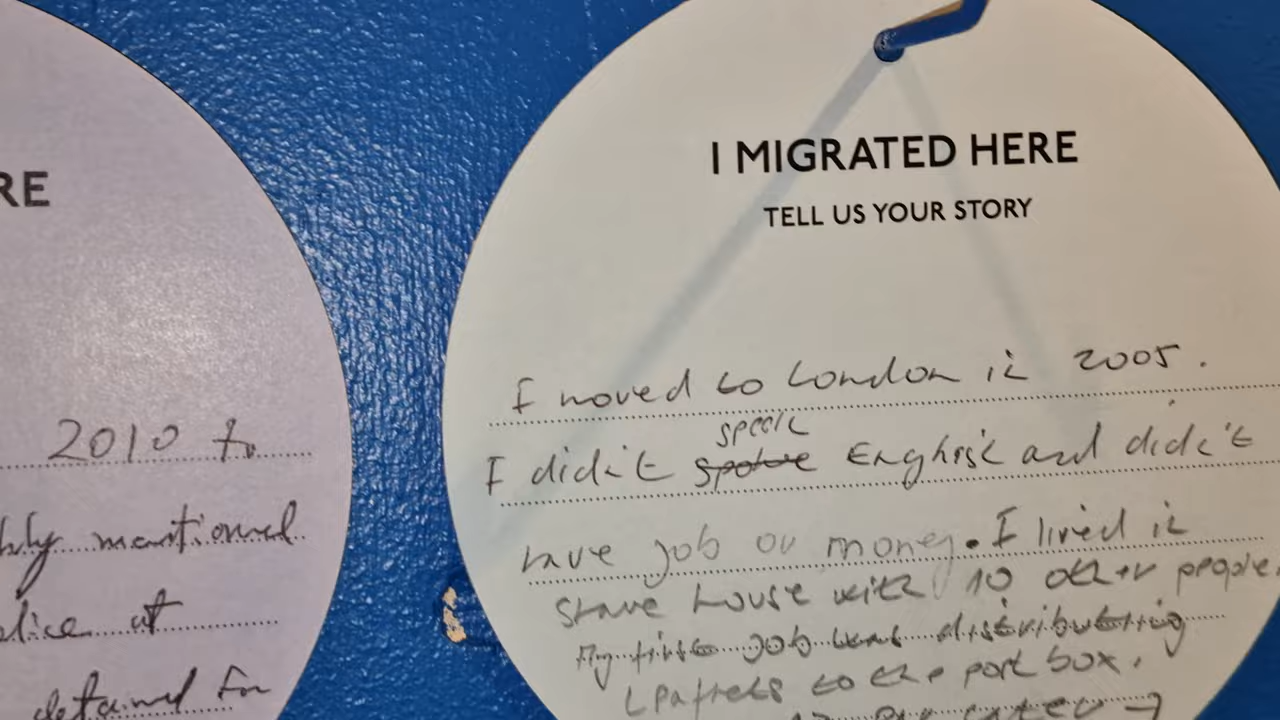 RE
2010 to
mentionned
at
detained for
I MIGRATED HERE
TELL US YOUR STORY
I moved to London in 2005.
speak
I didn't spoke English and didn't
have job or money. I lived in
share house with 10 other people.
My first job was distributing
Leaflets to the port box.